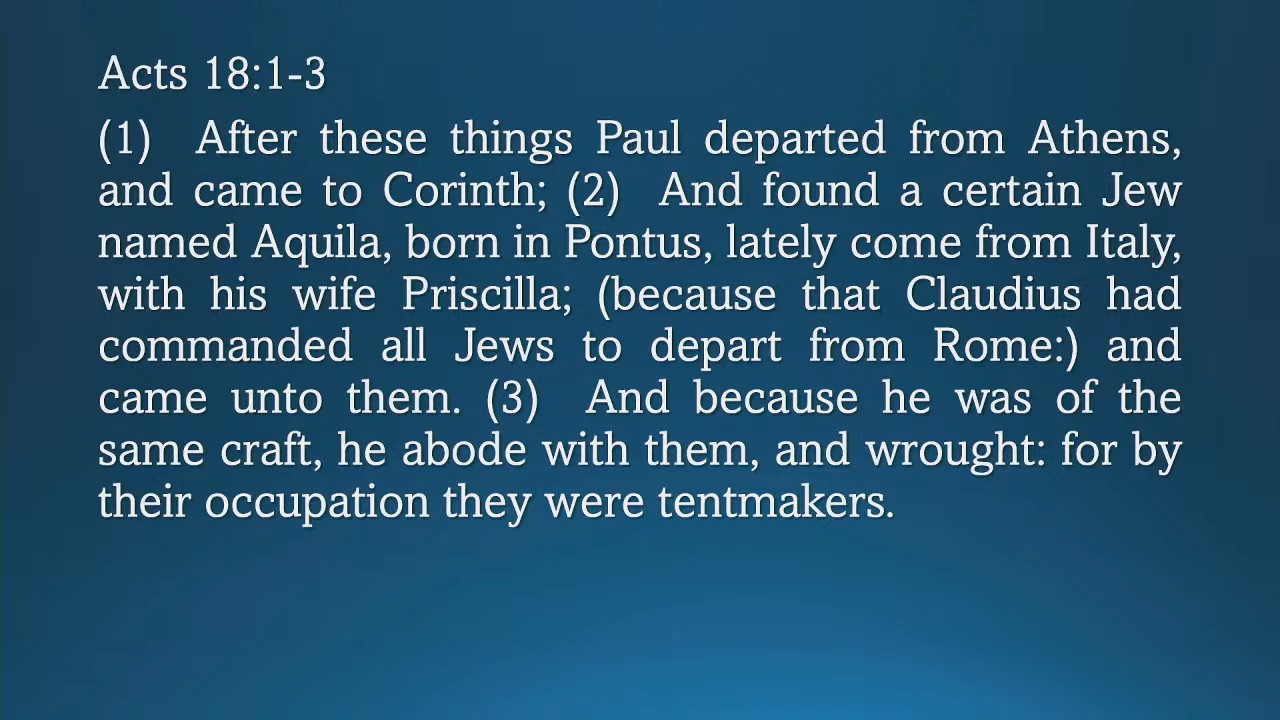 Acts 18:1-3
(1) After these things Paul departed from Athens,
and came to Corinth; (2) And found a certain Jew
named Aquila, born in Pontus, lately come from Italy,
with his wife Priscilla; (because that Claudius had
commanded all Jews to depart from Rome:) and
came unto them. (3) And because he was of the
same craft, he abode with them, and wrought: for by
their occupation they were tentmakers.